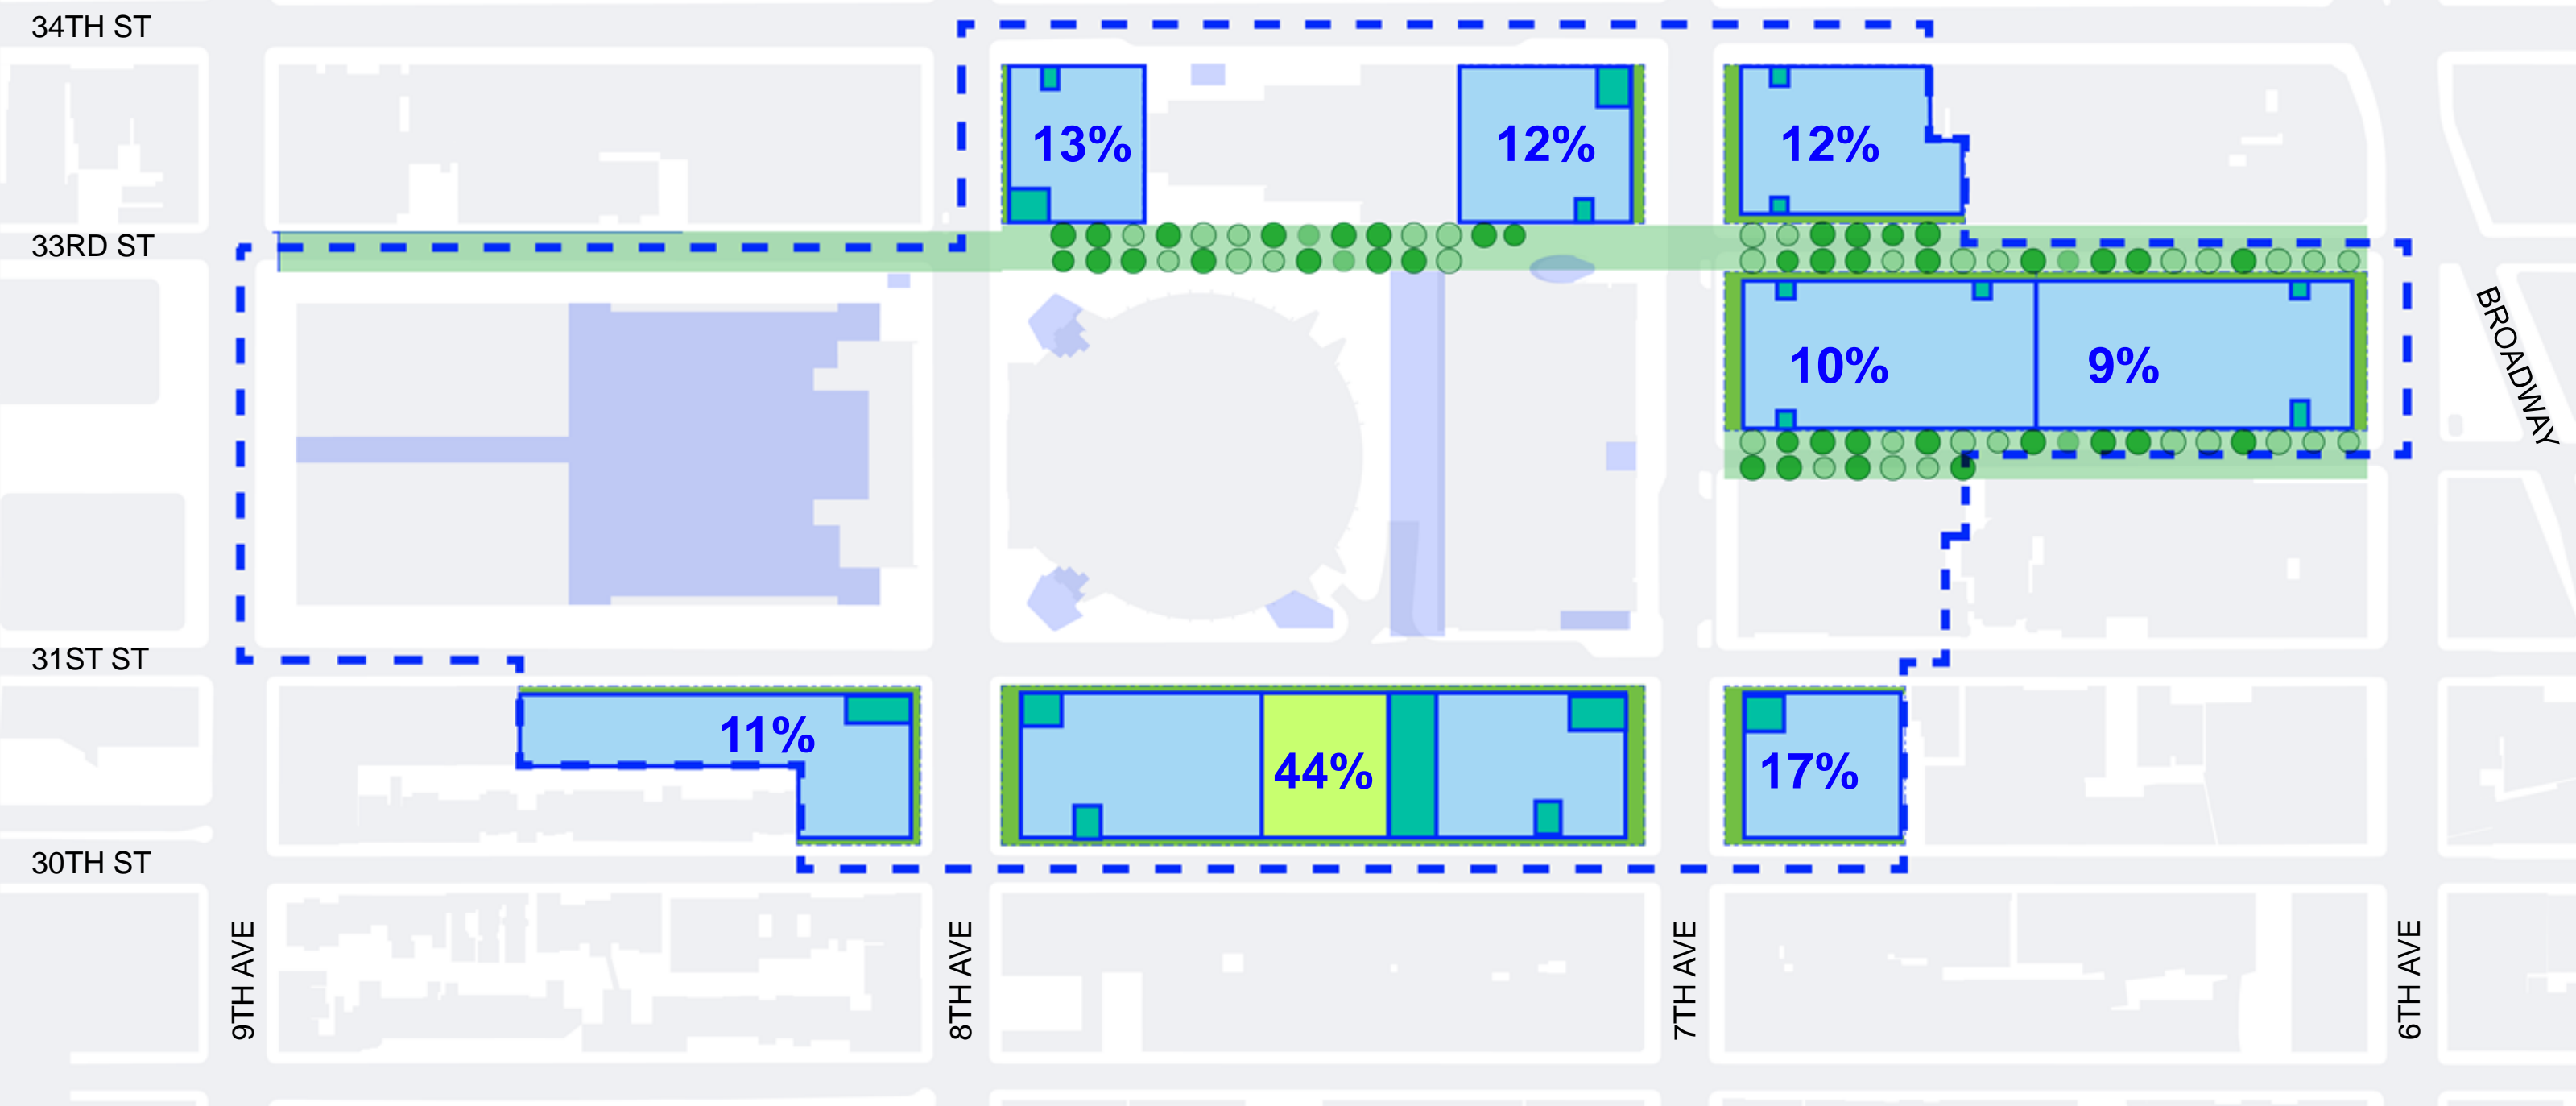 34TH ST
13%
12%
12%
33RD ST
BROADWAY
10%
9%
31ST ST
11%
44%
17%
30TH ST
9TH AVE
8TH AVE
7TH AVE
6TH AVE